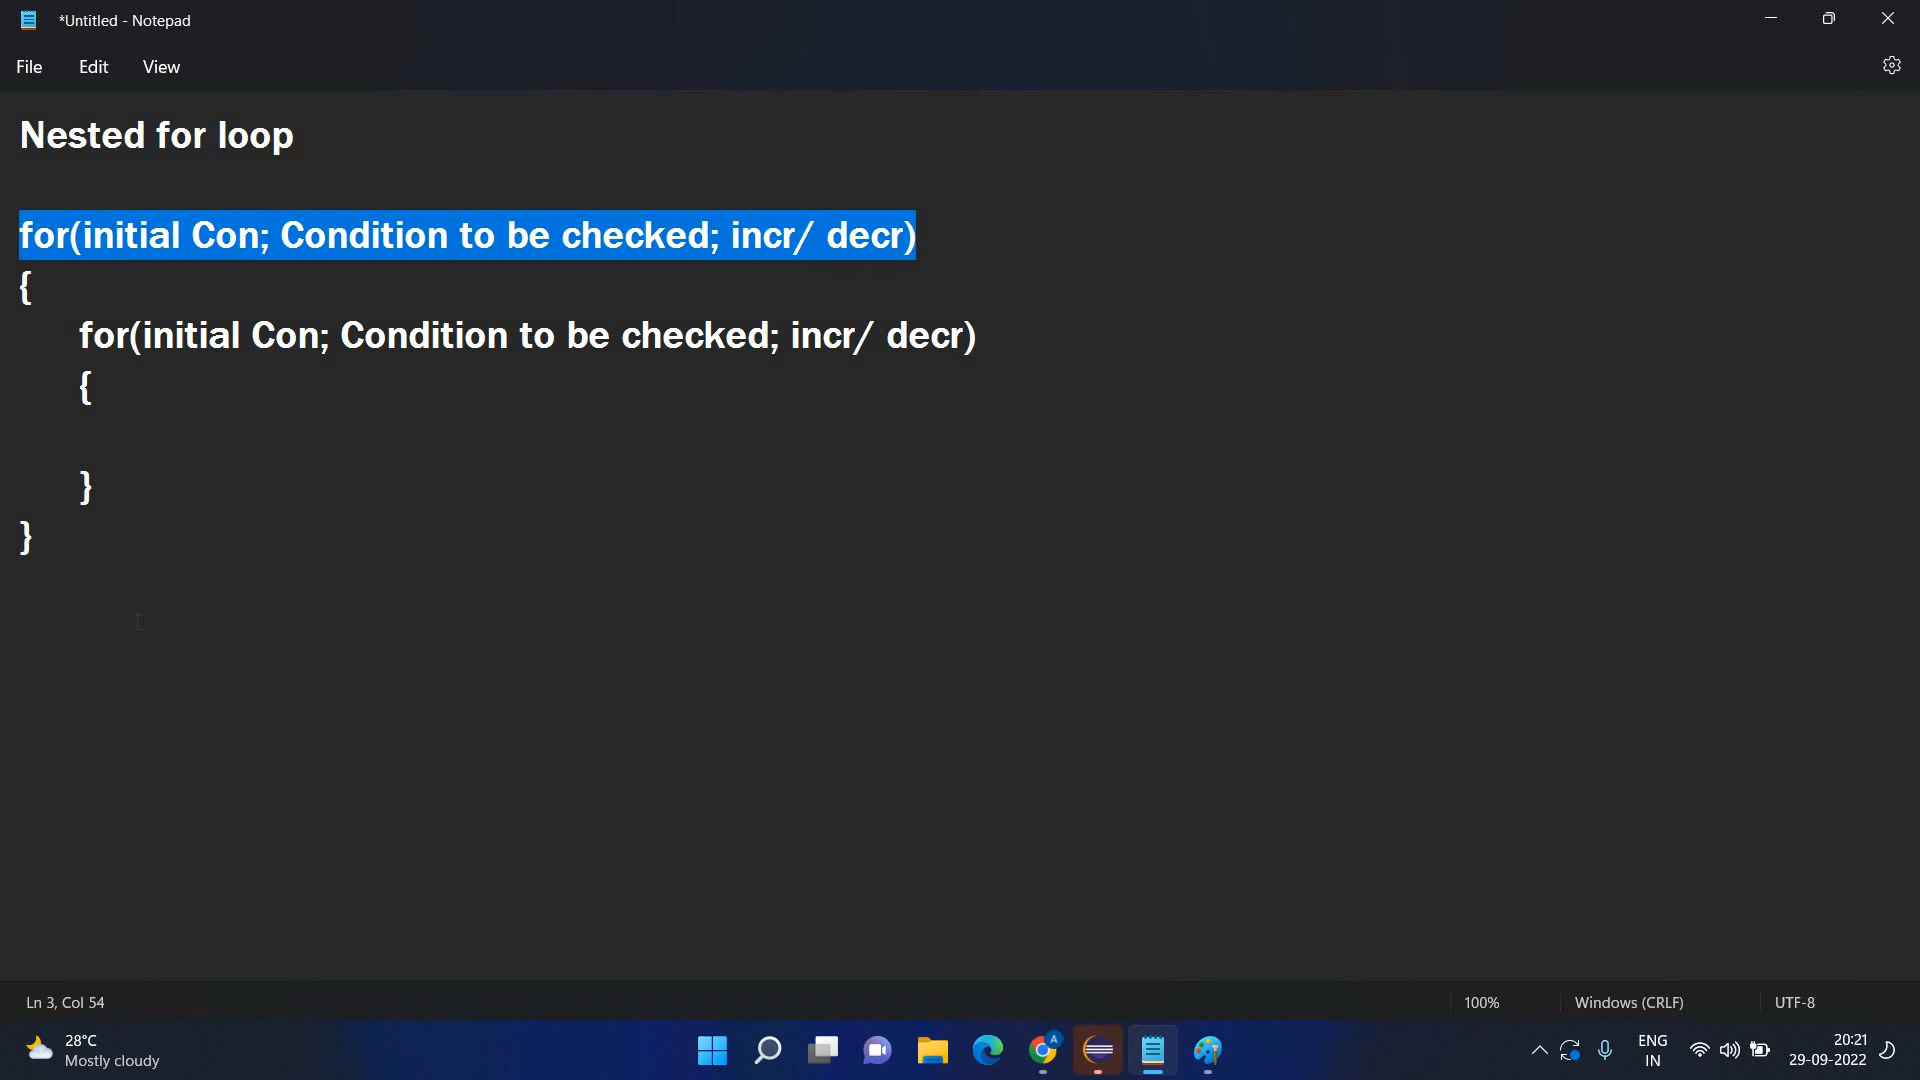 *Untitled - Notepad
File Edit View
Nested for loop
for(initial Con; Condition to be checked; incr/ decr)
{
for(initial Con; Condition to be checked; incr/ decr)
{
}
}
Ln 3, Col 54 100% Windows (CRLF) UTF-8
28°C
Mostly cloudy
A
ENG
IN
20:21
29-09-2022